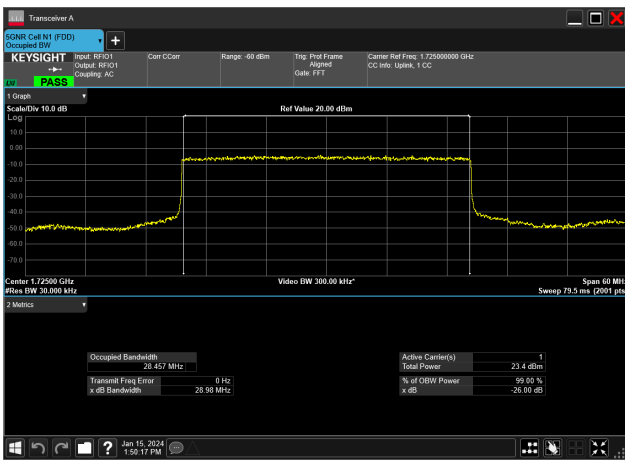 Transceiver A
5GNR Cell N1 (FDD)
Occupied BW
KEYSIGHT
Input: RFIO1
Output: RFIO1
Coupling: AC
Corr CCorr
Range: -60 dBm
Trig: Prot Frame
Aligned
Gate: FFT
Carrier Ref Freq: 1.725000000 GHz
CC Info: Uplink, 1 CC
PASS
1 Graph
Scale/Div 10.0 dB
Ref Value 20.00 dBm
Log
10.0
0.00
-10.0
-20.0
-30.0
-40.0
-50.0
-60.0
-70.0
Center 1.72500 GHz
#Res BW 30.000 kHz
Video BW 300.00 kHz*
Span 60 MHz
Sweep 79.5 ms (2001 pts
2 Metrics
Occupied Bandwidth
28.457 MHz
Transmit Freq Error 0 Hz
x dB Bandwidth 28.98 MHz
Active Carrier(s) 1
Total Power 23.4 dBm
% of OBW Power 99.00 %
x dB -26.00 dB
Jan 15, 2024
1:50:17 PM